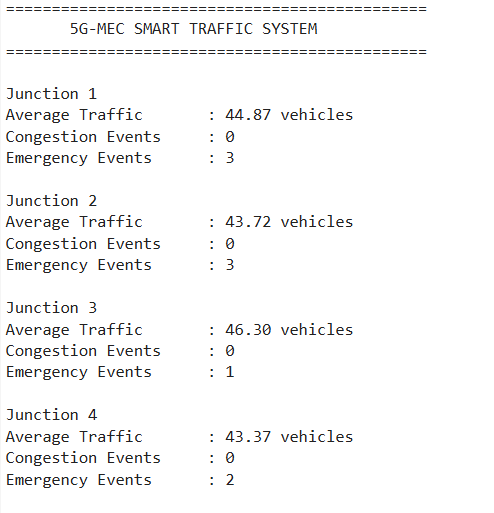 ==============================================
5G-MEC SMART TRAFFIC SYSTEM
==============================================
Junction 1
Average Traffic : 44.87 vehicles
Congestion Events : 0
Emergency Events : 3
Junction 2
Average Traffic : 43.72 vehicles
Congestion Events : 0
Emergency Events : 3
Junction 3
Average Traffic : 46.30 vehicles
Congestion Events : 0
Emergency Events : 1
Junction 4
Average Traffic : 43.37 vehicles
Congestion Events : 0
Emergency Events : 2